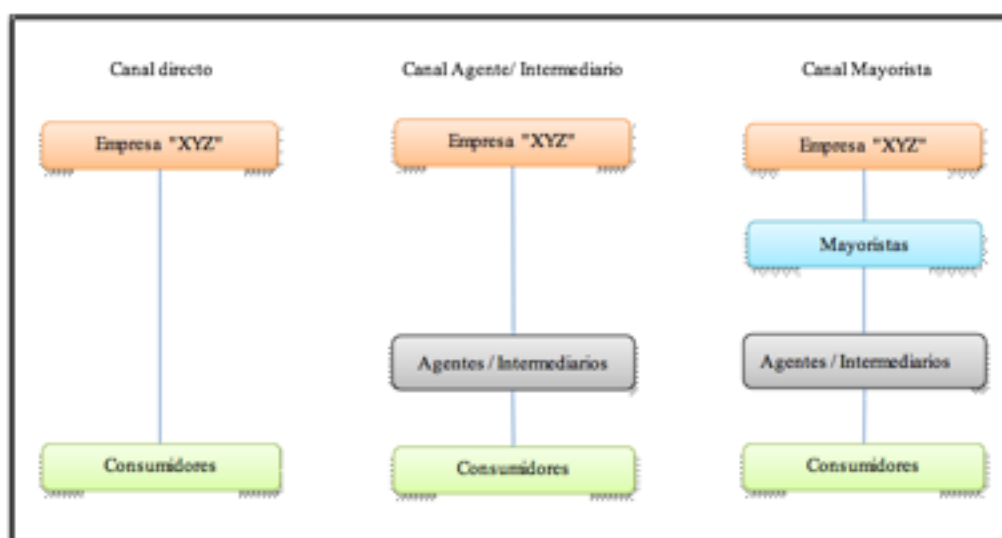 Canal directo
Empresa "XYZ"
Consumidores
Canal Agente/ Intermediario
Empresa "XYZ"
Agentes / Intermediarios
Consumidores
Canal Mayorista
Empresa "XYZ"
Mayoristas
Agentes / Intermediarios
Consumidores